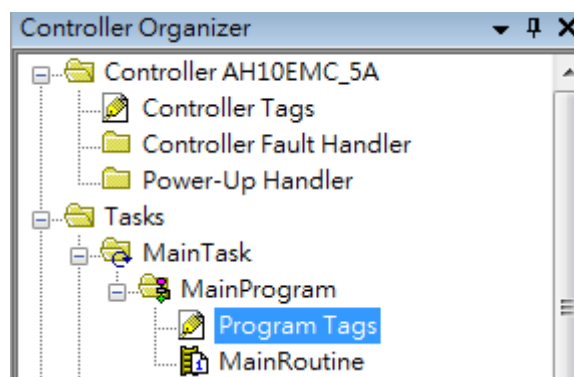 Controller Organizer
Controller AH10EMC_5A
Controller Tags
Controller Fault Handler
Power-Up Handler
Tasks
MainTask
MainProgram
Program Tags
MainRoutine